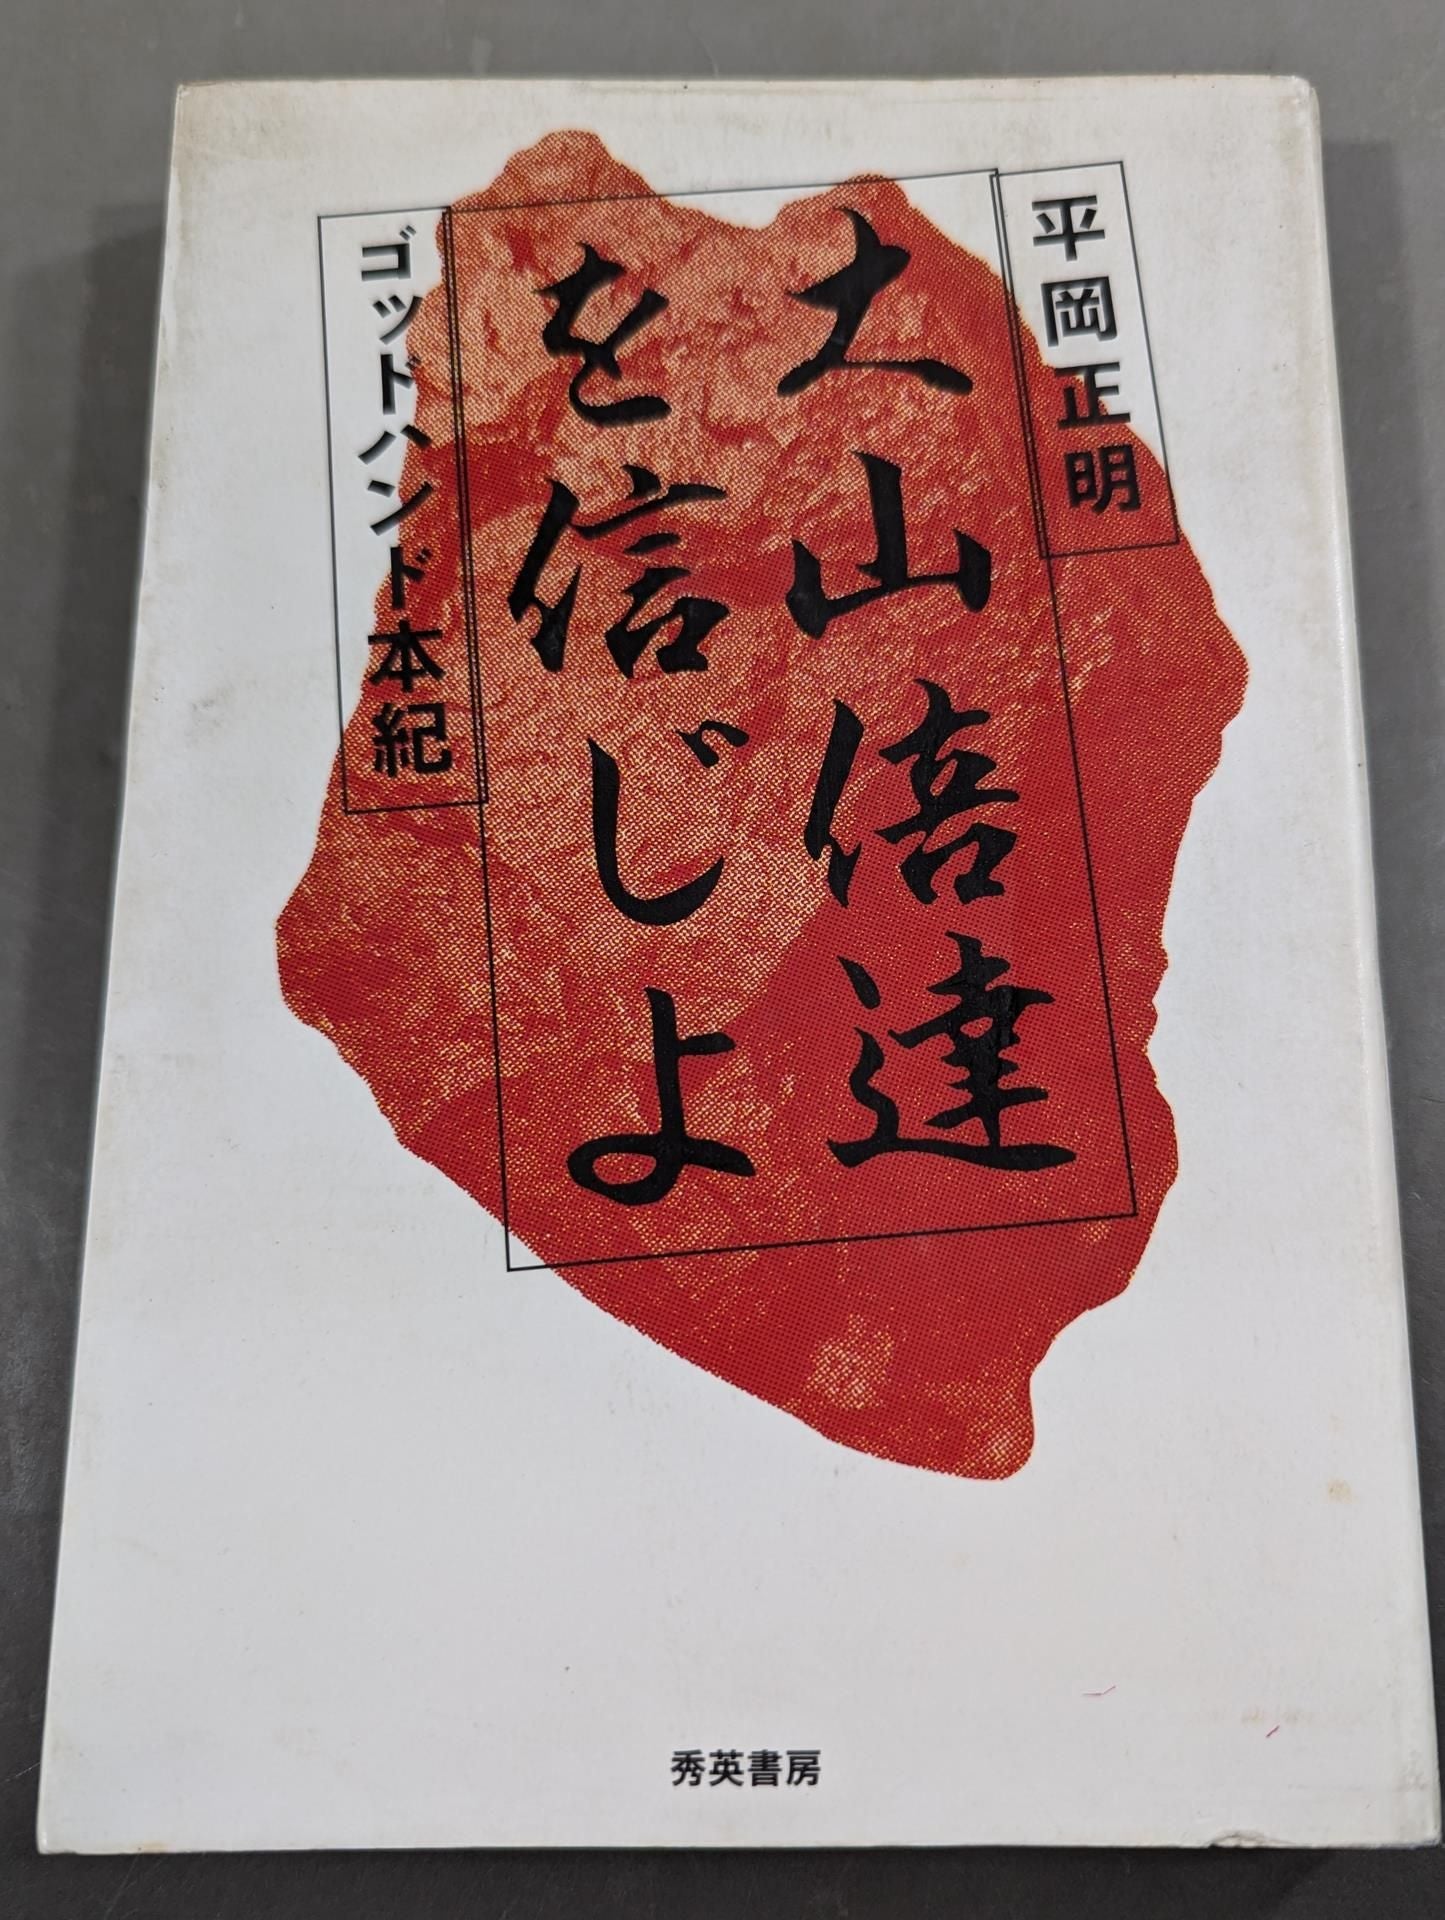 平岡正明
大山倍達
を信じよ
ゴッドハンド本紀
秀英書房